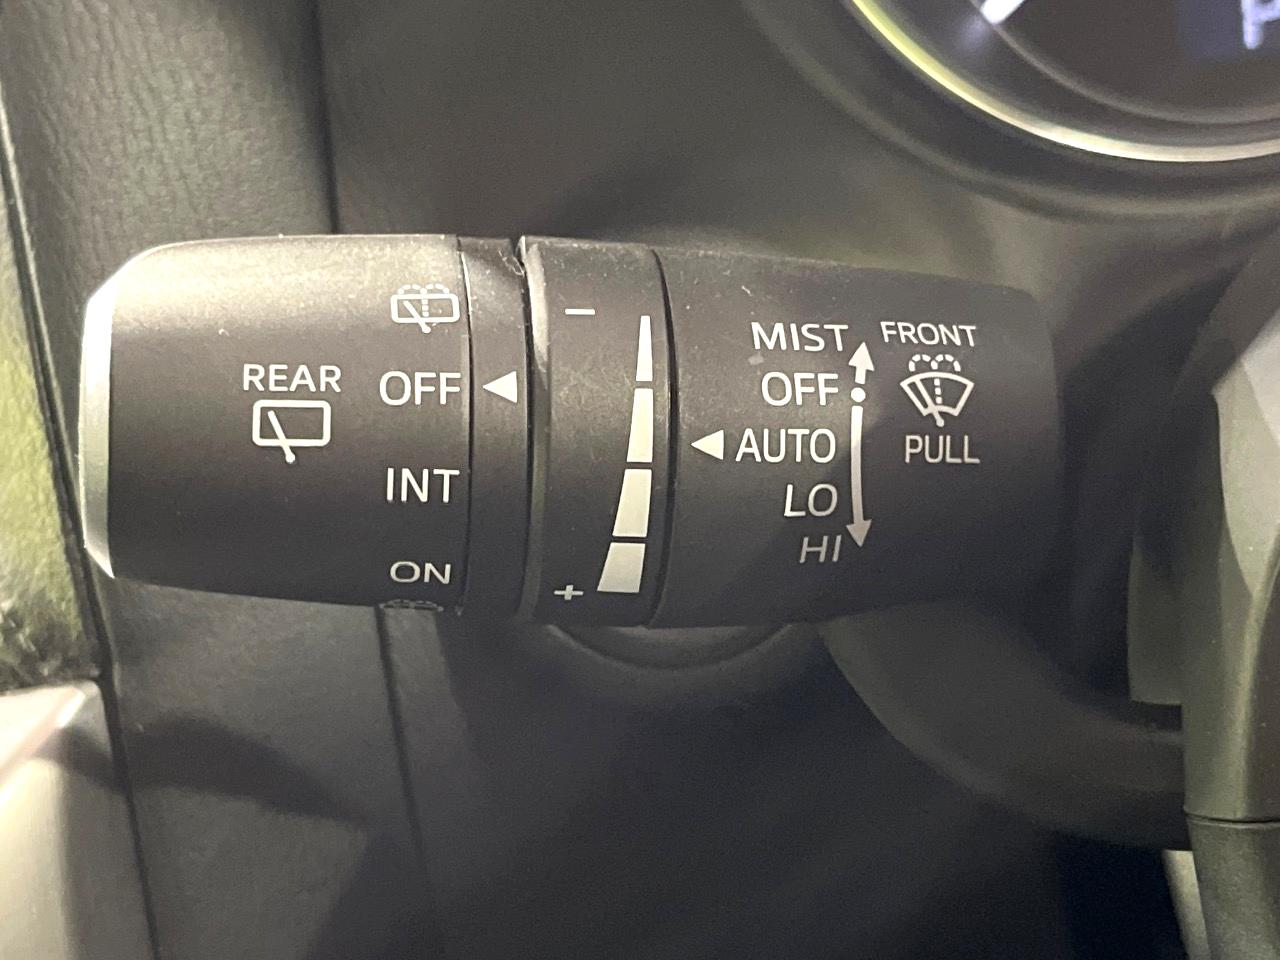 REAR
OFF
INT
ON
−
+
MIST
OFF
AUTO
LO
HI
FRONT
PULL